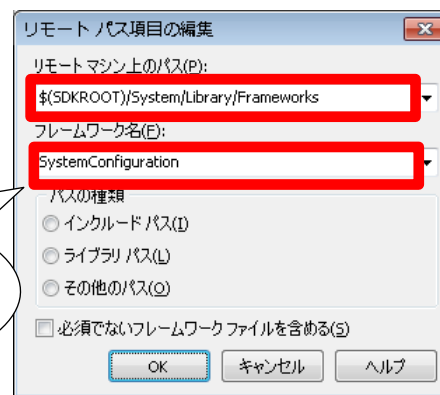 リモート パス項目の編集
リモート マシン上のパス(P):
$(SDKROOT)/System/Library/Frameworks
フレームワーク名(F):
SystemConfiguration
パスの種類
インクルード パス(I)
ライブラリ パス(L)
その他のパス(O)
必須でないフレームワーク ファイルを含める(S)
OK キャンセル ヘルプ